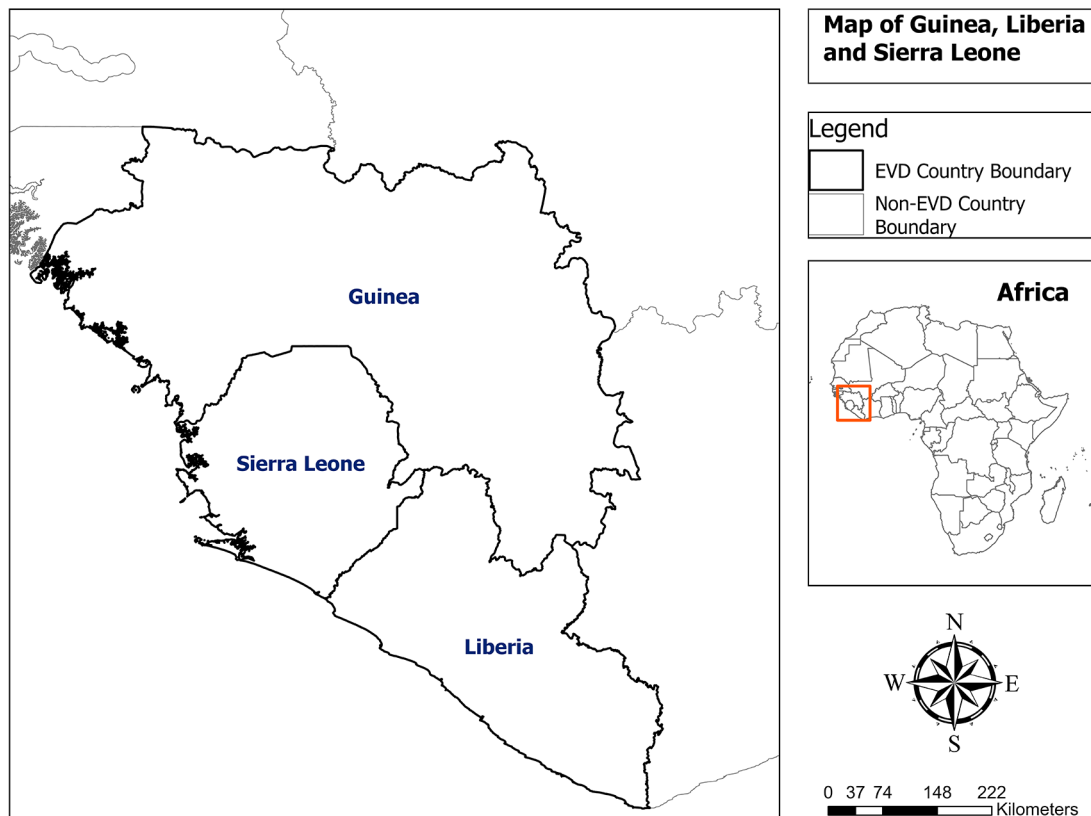 Map of Guinea, Liberia
and Sierra Leone
Legend
EVD Country Boundary
Non-EVD Country
Boundary
Africa
Guinea
Sierra Leone
Liberia
N
W E
S
0 37 74 148 222
Kilometers